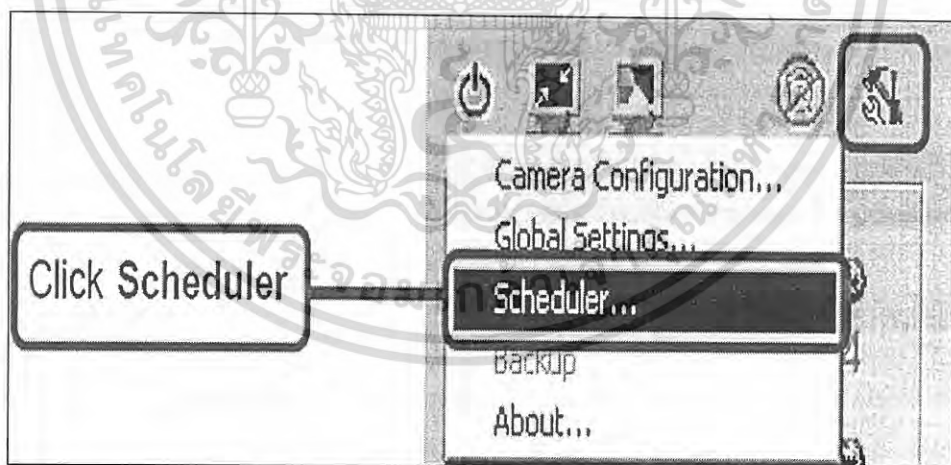 Camera Configuration...
Global Settings...
Click Scheduler
Scheduler...
Backup
About...